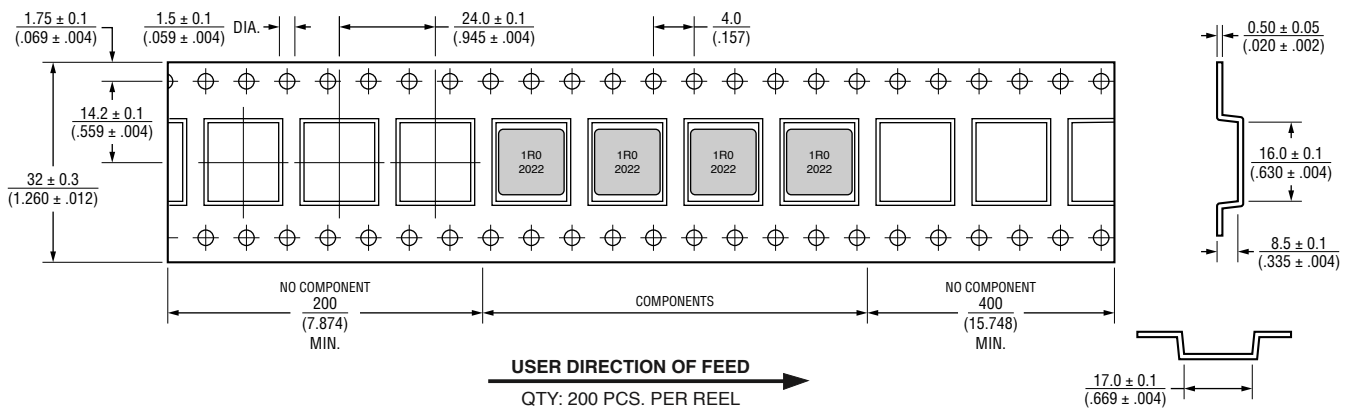 1.75 ± 0.1
(.069 ± .004)
1.5 ± 0.1
(.059 ± .004)
DIA.
24.0 ± 0.1
(.945 ± .004)
4.0
(.157)
0.50 ± 0.05
(.020 ± .002)
14.2 ± 0.1
(.559 ± .004)
32 ± 0.3
(1.260 ± .012)
1R0
2022
1R0
2022
1R0
2022
1R0
2022
16.0 ± 0.1
(.630 ± .004)
8.5 ± 0.1
(.335 ± .004)
NO COMPONENT
200
(7.874)
MIN.
COMPONENTS
NO COMPONENT
400
(15.748)
MIN.
USER DIRECTION OF FEED
QTY: 200 PCS. PER REEL
17.0 ± 0.1
(.669 ± .004)